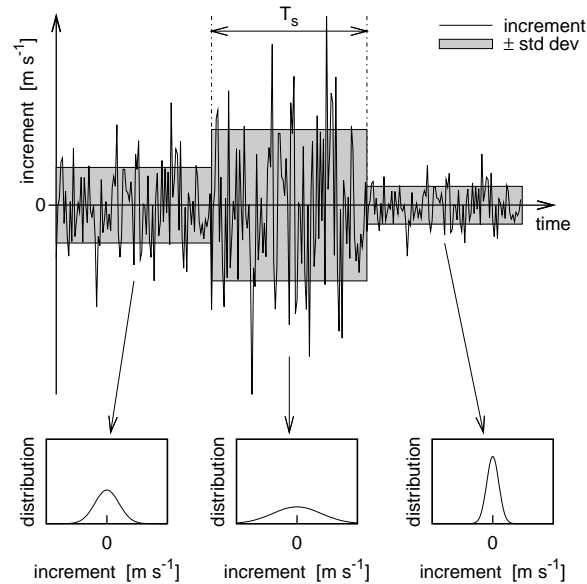 T_s
increment
± std dev
increment [m s⁻¹]
0
time
distribution
distribution
distribution
0
0
0
increment [m s⁻¹]
increment [m s⁻¹]
increment [m s⁻¹]